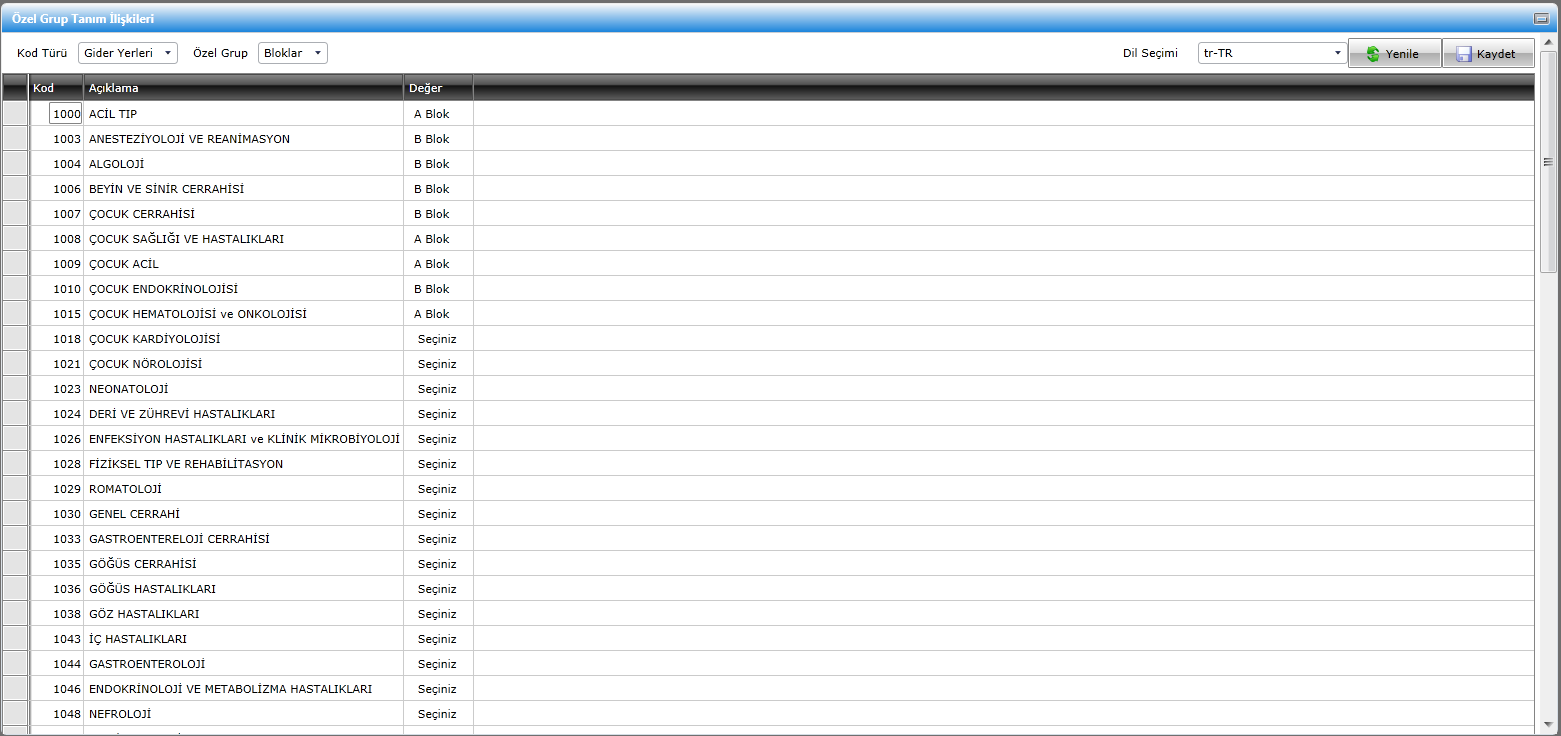 Özel Grup Tanım İlişkileri
Kod Türü Gider Yerleri Özel Grup Bloklar Dil Seçimi tr-TR Yenile Kaydet
Kod Açıklama Değer
1000 ACİL TIP A Blok
1003 ANESTEZİYOLOJİ VE REANİMASYON B Blok
1004 ALGOLOJİ B Blok
1006 BEYİN VE SİNİR CERRAHİSİ B Blok
1007 ÇOCUK CERRAHİSİ B Blok
1008 ÇOCUK SAĞLIĞI VE HASTALIKLARI A Blok
1009 ÇOCUK ACİL A Blok
1010 ÇOCUK ENDOKRİNOLOJİSİ B Blok
1015 ÇOCUK HEMATOLOJİSİ ve ONKOLOJİSİ A Blok
1018 ÇOCUK KARDİYOLOJİSİ Seçiniz
1021 ÇOCUK NÖROLOJİSİ Seçiniz
1023 NEONATOLOJİ Seçiniz
1024 DERİ VE ZÜHREVİ HASTALIKLARI Seçiniz
1026 ENFEKSİYON HASTALIKLARI ve KLİNİK MİKROBİYOLOJİ Seçiniz
1028 FİZİKSEL TIP VE REHABİLİTASYON Seçiniz
1029 ROMATOLOJİ Seçiniz
1030 GENEL CERRAHİ Seçiniz
1033 GASTROENTERELOJİ CERRAHİSİ Seçiniz
1035 GÖĞÜS CERRAHİSİ Seçiniz
1036 GÖĞÜS HASTALIKLARI Seçiniz
1038 GÖZ HASTALIKLARI Seçiniz
1043 İÇ HASTALIKLARI Seçiniz
1044 GASTROENTEROLOJİ Seçiniz
1046 ENDOKRİNOLOJİ VE METABOLİZMA HASTALIKLARI Seçiniz
1048 NEFROLOJİ Seçiniz